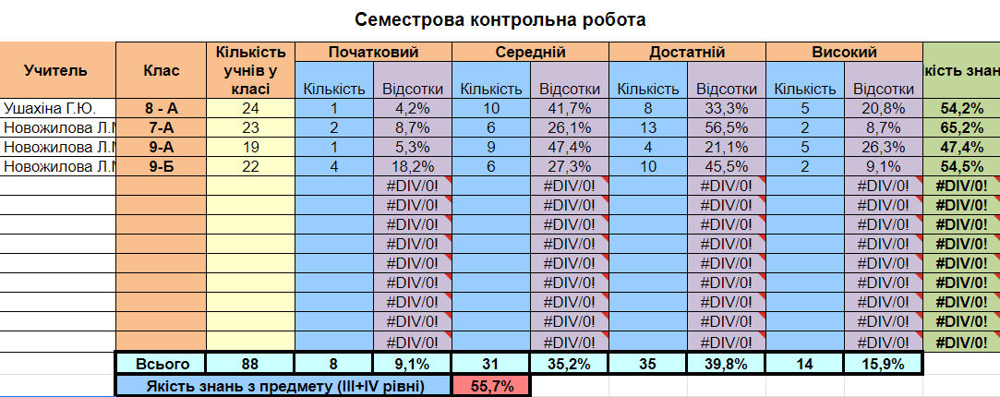 Семестрова контрольна робота
Учитель Клас Кількість учнів у класі Початковий Середній Достатній Високий кість знан
Кількість Відсотки Кількість Відсотки Кількість Відсотки Кількість Відсотки
Ушахіна Г.Ю. 8 - А 24 1 4,2% 10 41,7% 8 33,3% 5 20,8% 54,2%
Новожилова Л.М 7-А 23 2 8,7% 6 26,1% 13 56,5% 2 8,7% 65,2%
Новожилова Л.М 9-А 19 1 5,3% 9 47,4% 4 21,1% 5 26,3% 47,4%
Новожилова Л.М 9-Б 22 4 18,2% 6 27,3% 10 45,5% 2 9,1% 54,5%
#DIV/0! #DIV/0! #DIV/0! #DIV/0! #DIV/0!
#DIV/0! #DIV/0! #DIV/0! #DIV/0! #DIV/0!
#DIV/0! #DIV/0! #DIV/0! #DIV/0! #DIV/0!
#DIV/0! #DIV/0! #DIV/0! #DIV/0! #DIV/0!
#DIV/0! #DIV/0! #DIV/0! #DIV/0! #DIV/0!
#DIV/0! #DIV/0! #DIV/0! #DIV/0! #DIV/0!
#DIV/0! #DIV/0! #DIV/0! #DIV/0! #DIV/0!
#DIV/0! #DIV/0! #DIV/0! #DIV/0! #DIV/0!
#DIV/0! #DIV/0! #DIV/0! #DIV/0! #DIV/0!
Всього 88 8 9,1% 31 35,2% 35 39,8% 14 15,9%
Якість знань з предмету (III+IV рівні) 55,7%